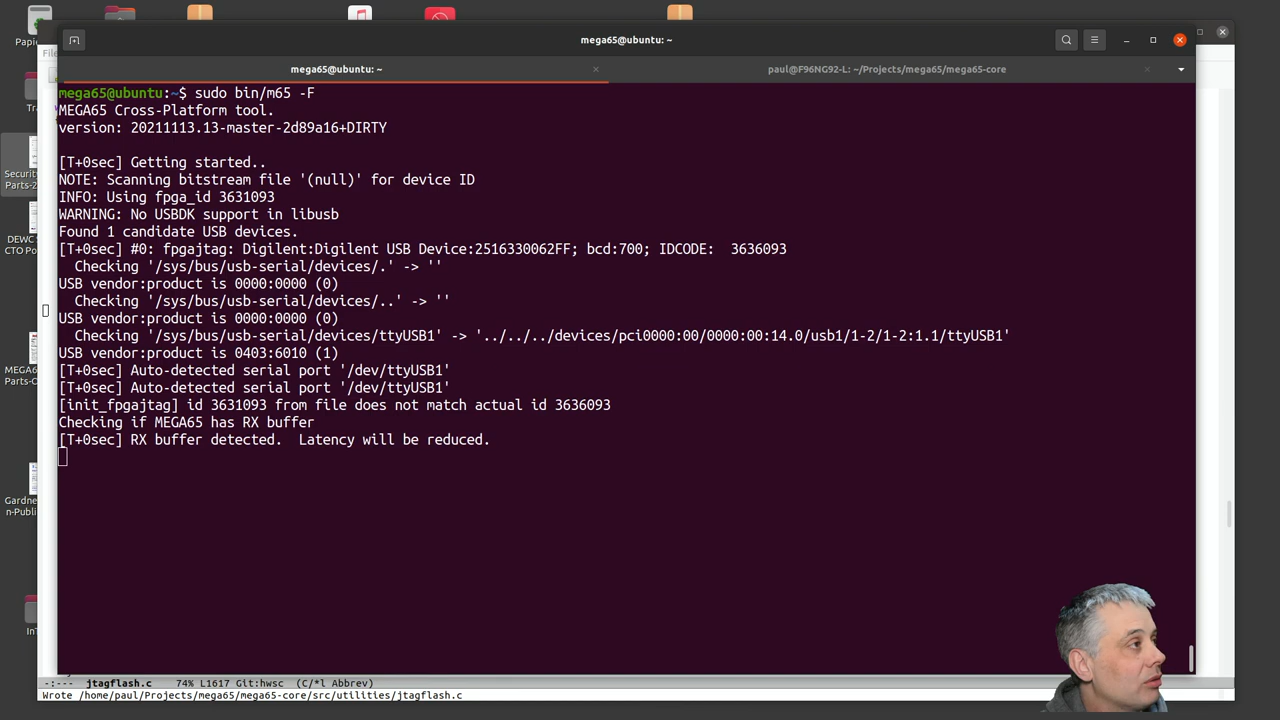 Papie
mega65@ubuntu: ~
File
mega65@ubuntu: ~
paul@F96NG92-L: ~/Projects/mega65/mega65-core
mega65@ubuntu:~$ sudo bin/m65 -F
MEGA65 Cross-Platform tool.
version: 20211113.13-master-2d89a16+DIRTY
[T+0sec] Getting started..
NOTE: Scanning bitstream file '(null)' for device ID
INFO: Using fpga_id 3631093
WARNING: No USBDK support in libusb
Found 1 candidate USB devices.
[T+0sec] #0: fpgajtag: Digilent:Digilent USB Device:2516330062FF; bcd:700; IDCODE:  3636093
  Checking '/sys/bus/usb-serial/devices/.' -> ''
USB vendor:product is 0000:0000 (0)
  Checking '/sys/bus/usb-serial/devices/..' -> ''
USB vendor:product is 0000:0000 (0)
  Checking '/sys/bus/usb-serial/devices/ttyUSB1' -> '../../../devices/pci0000:00/0000:00:14.0/usb1/1-2/1-2:1.1/ttyUSB1'
USB vendor:product is 0403:6010 (1)
[T+0sec] Auto-detected serial port '/dev/ttyUSB1'
[T+0sec] Auto-detected serial port '/dev/ttyUSB1'
[init_fpgajtag] id 3631093 from file does not match actual id 3636093
Checking if MEGA65 has RX buffer
[T+0sec] RX buffer detected.  Latency will be reduced.
Tra
Security
Parts-2
DEWC S
CTO Po
MEGA6
Parts-O
Gardne
n-Publi
InT
-:---  jtagflash.c   74% L1617 Git:hwsc  (C/*l Abbrev)
Wrote /home/paul/Projects/mega65/mega65-core/src/utilities/jtagflash.c